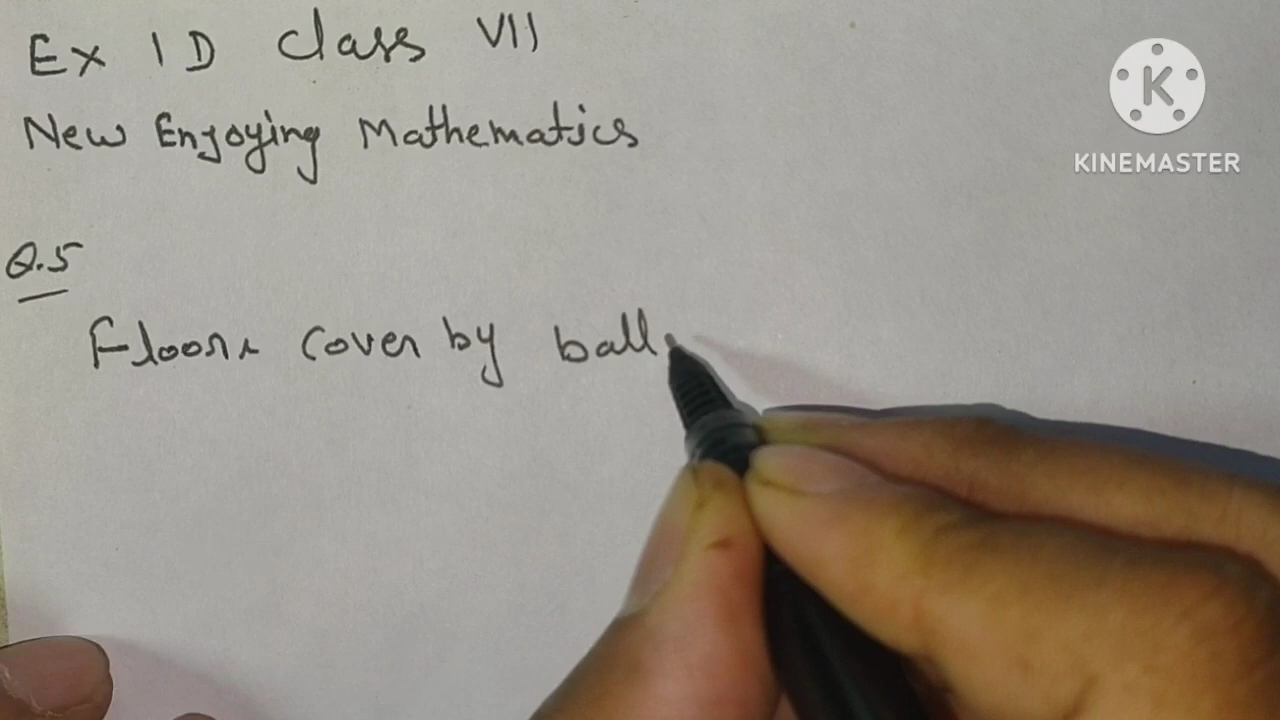 Ex 1D Class VII
KINEMASTER
New Enjoying Mathematics
Q.5
Floor cover by ball